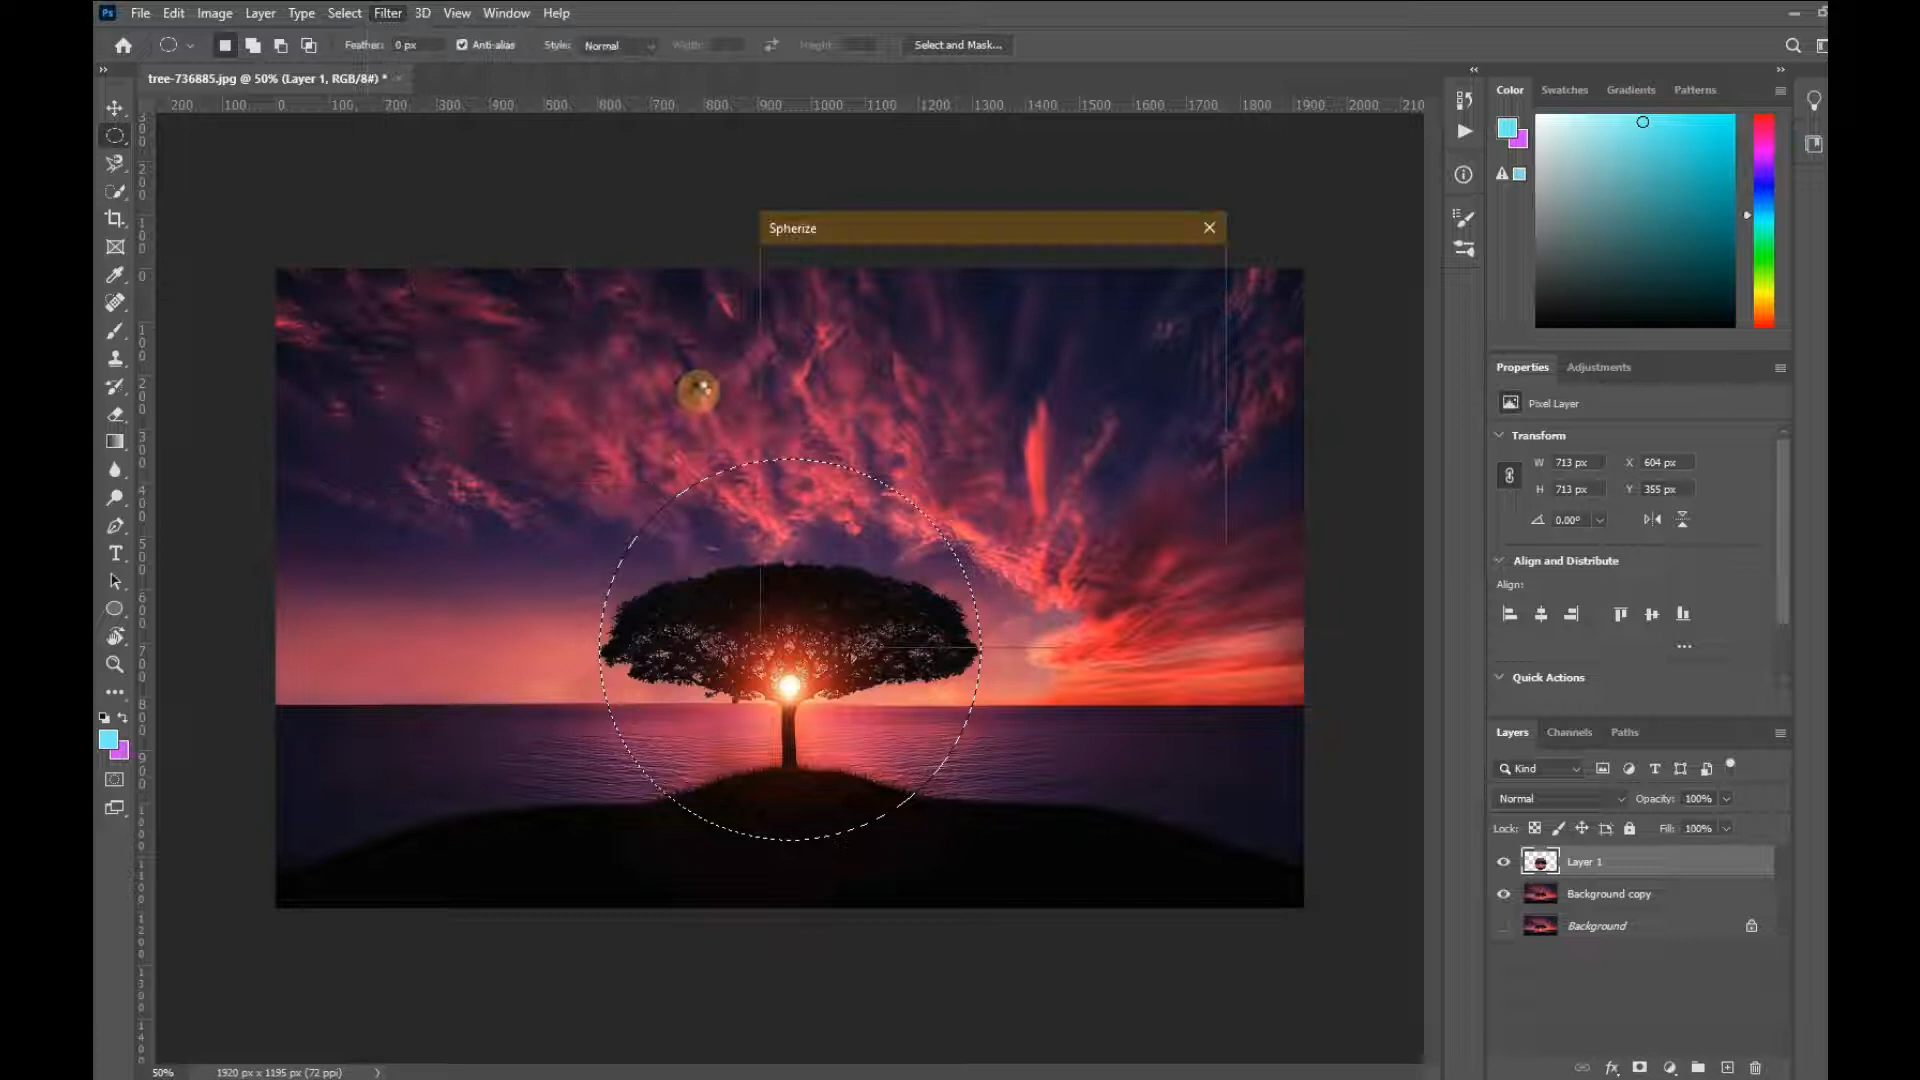 Ps File Edit Image Layer Type Select Filter 3D View Window Help
Feather: 0 px Anti-alias Style: Normal Width: Height: Select and Mask...
tree-736885.jpg @ 50% (Layer 1, RGB/8#) *
200 100 0 100 200 300 400 500 600 700 800 900 1000 1100 1200 1300 1400 1500 1600 1700 1800 1900 2000 210
Color Swatches Gradients Patterns
Spherize
Properties Adjustments
Pixel Layer
Transform
W 713 px X 604 px
H 713 px Y 355 px
0.00°
Align and Distribute
Align:
Quick Actions
Layers Channels Paths
Kind
Normal Opacity: 100%
Lock: Fill: 100%
Layer 1
Background copy
Background
50% 1920 px x 1195 px (72 ppi)